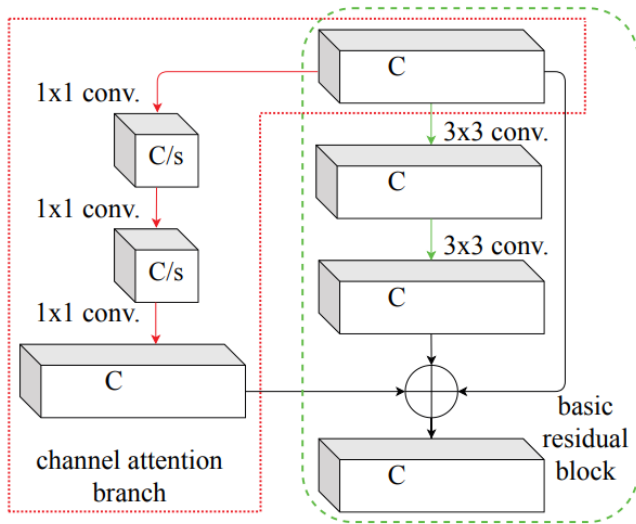 C
1x1 conv.
C/s
3x3 conv.
C
1x1 conv.
C/s
3x3 conv.
C
1x1 conv.
C
basic
residual
block
channel attention
branch
C